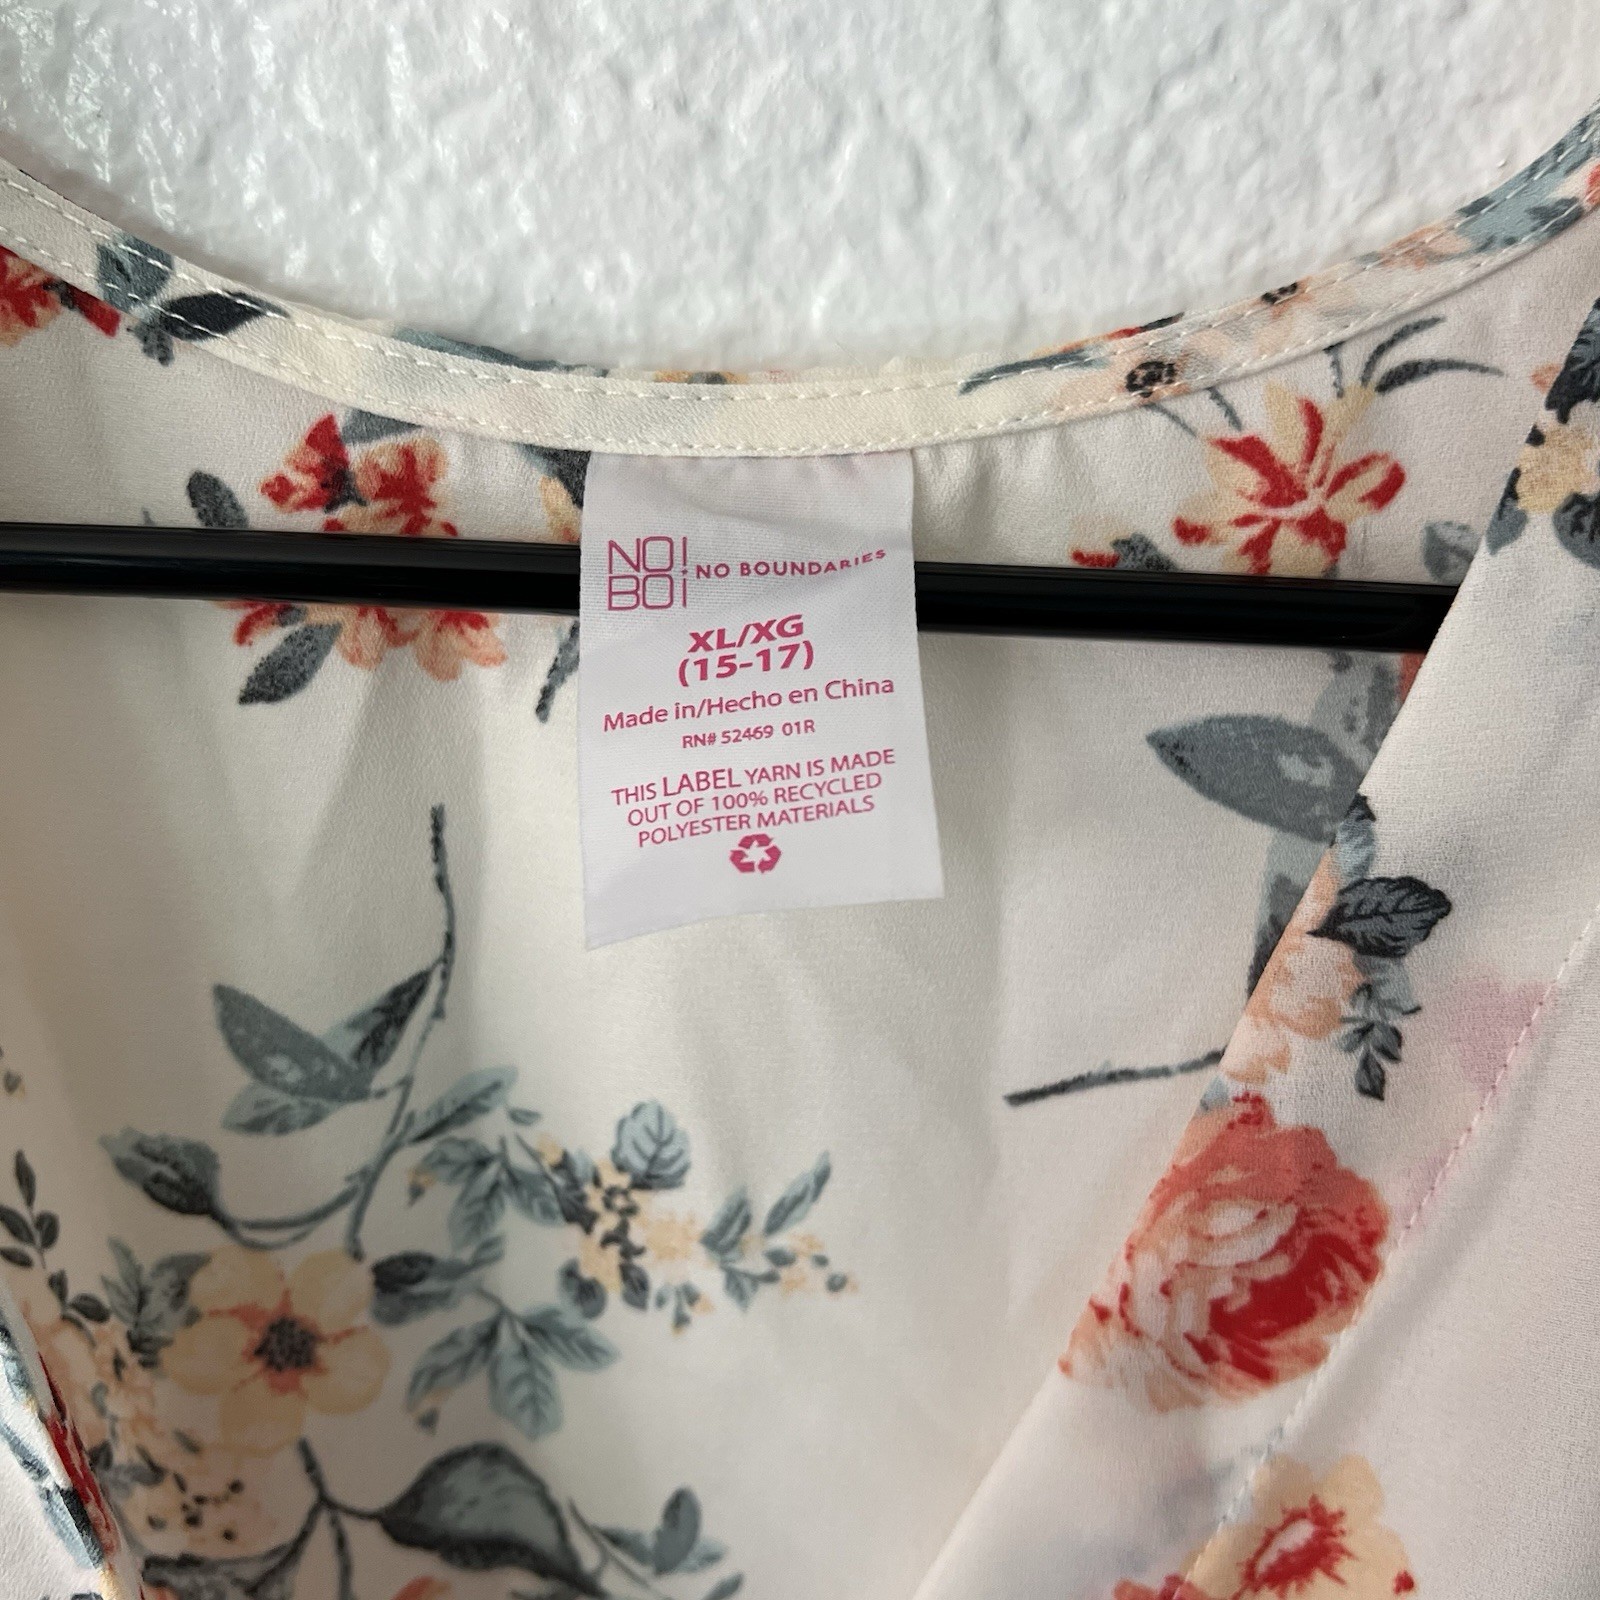 NO!
BO!
NO BOUNDARIES
XL/XG
(15-17)
Made in/Hecho en China
RN# 52469 01R
THIS LABEL YARN IS MADE
OUT OF 100% RECYCLED
POLYESTER MATERIALS